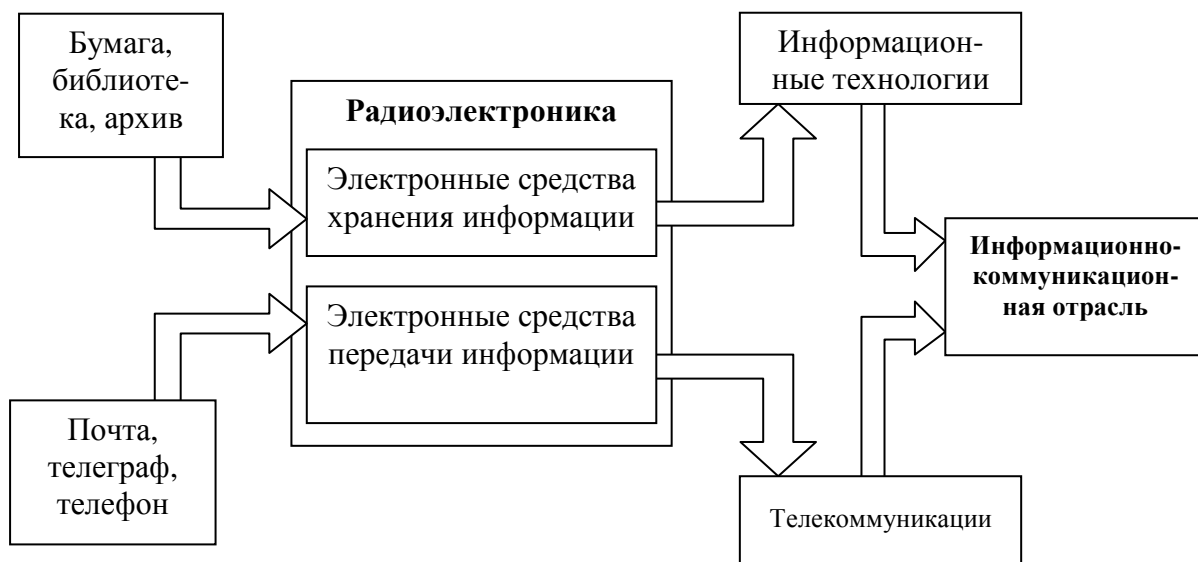 Бумага,
библиоте-
ка, архив
Радиоэлектроника
Электронные средства
хранения информации
Электронные средства
передачи информации
Почта,
телеграф,
телефон
Информацион-
ные технологии
Телекоммуникации
Информационно-
коммуникацион-
ная отрасль